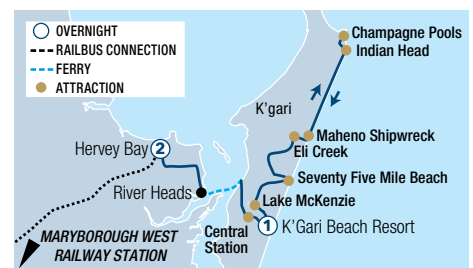 OVERNIGHT
RAILBUS CONNECTION
FERRY
ATTRACTION
Champagne Pools
Indian Head
K'gari
Maheno Shipwreck
Eli Creek
Hervey Bay 2
Seventy Five Mile Beach
River Heads
Lake McKenzie
Central
Station
1 K'Gari Beach Resort
MARYBOROUGH WEST
RAILWAY STATION